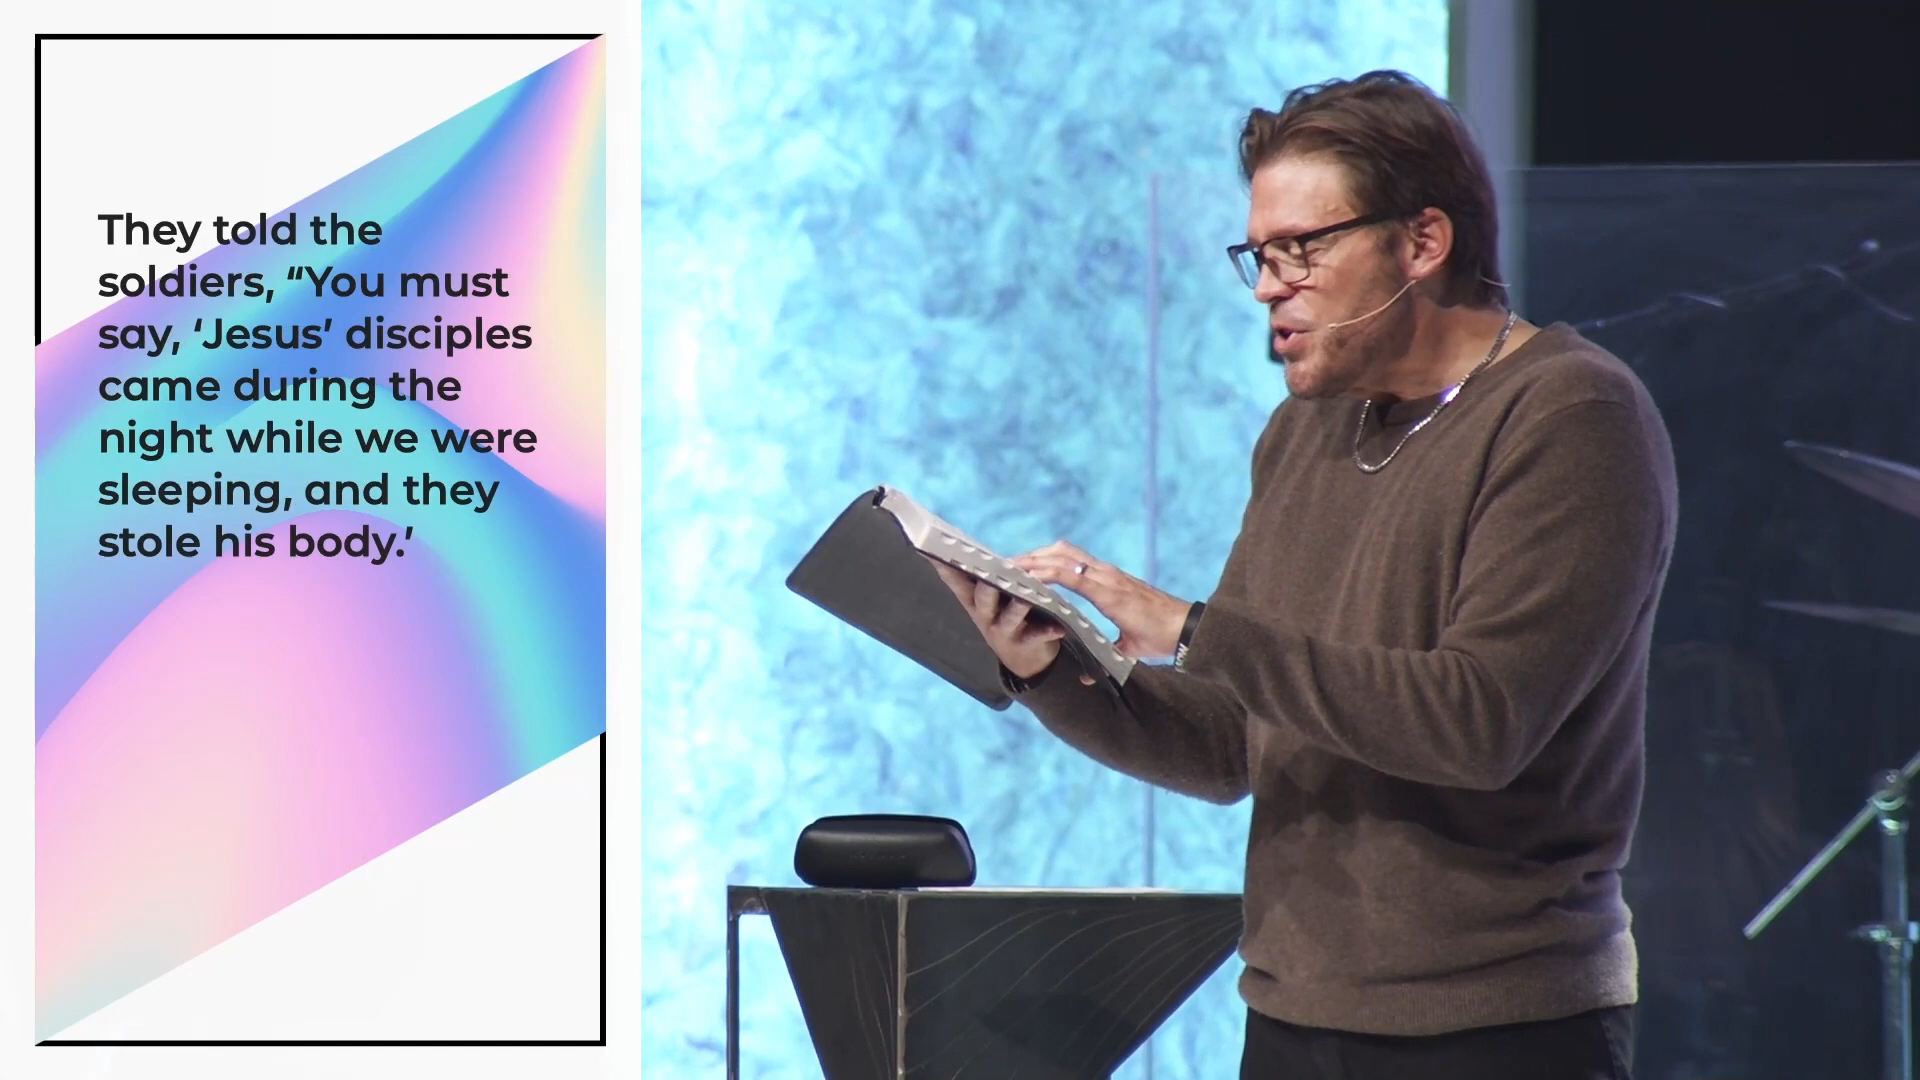 They told the
soldiers, “You must
say, ‘Jesus’ disciples
came during the
night while we were
sleeping, and they
stole his body.’